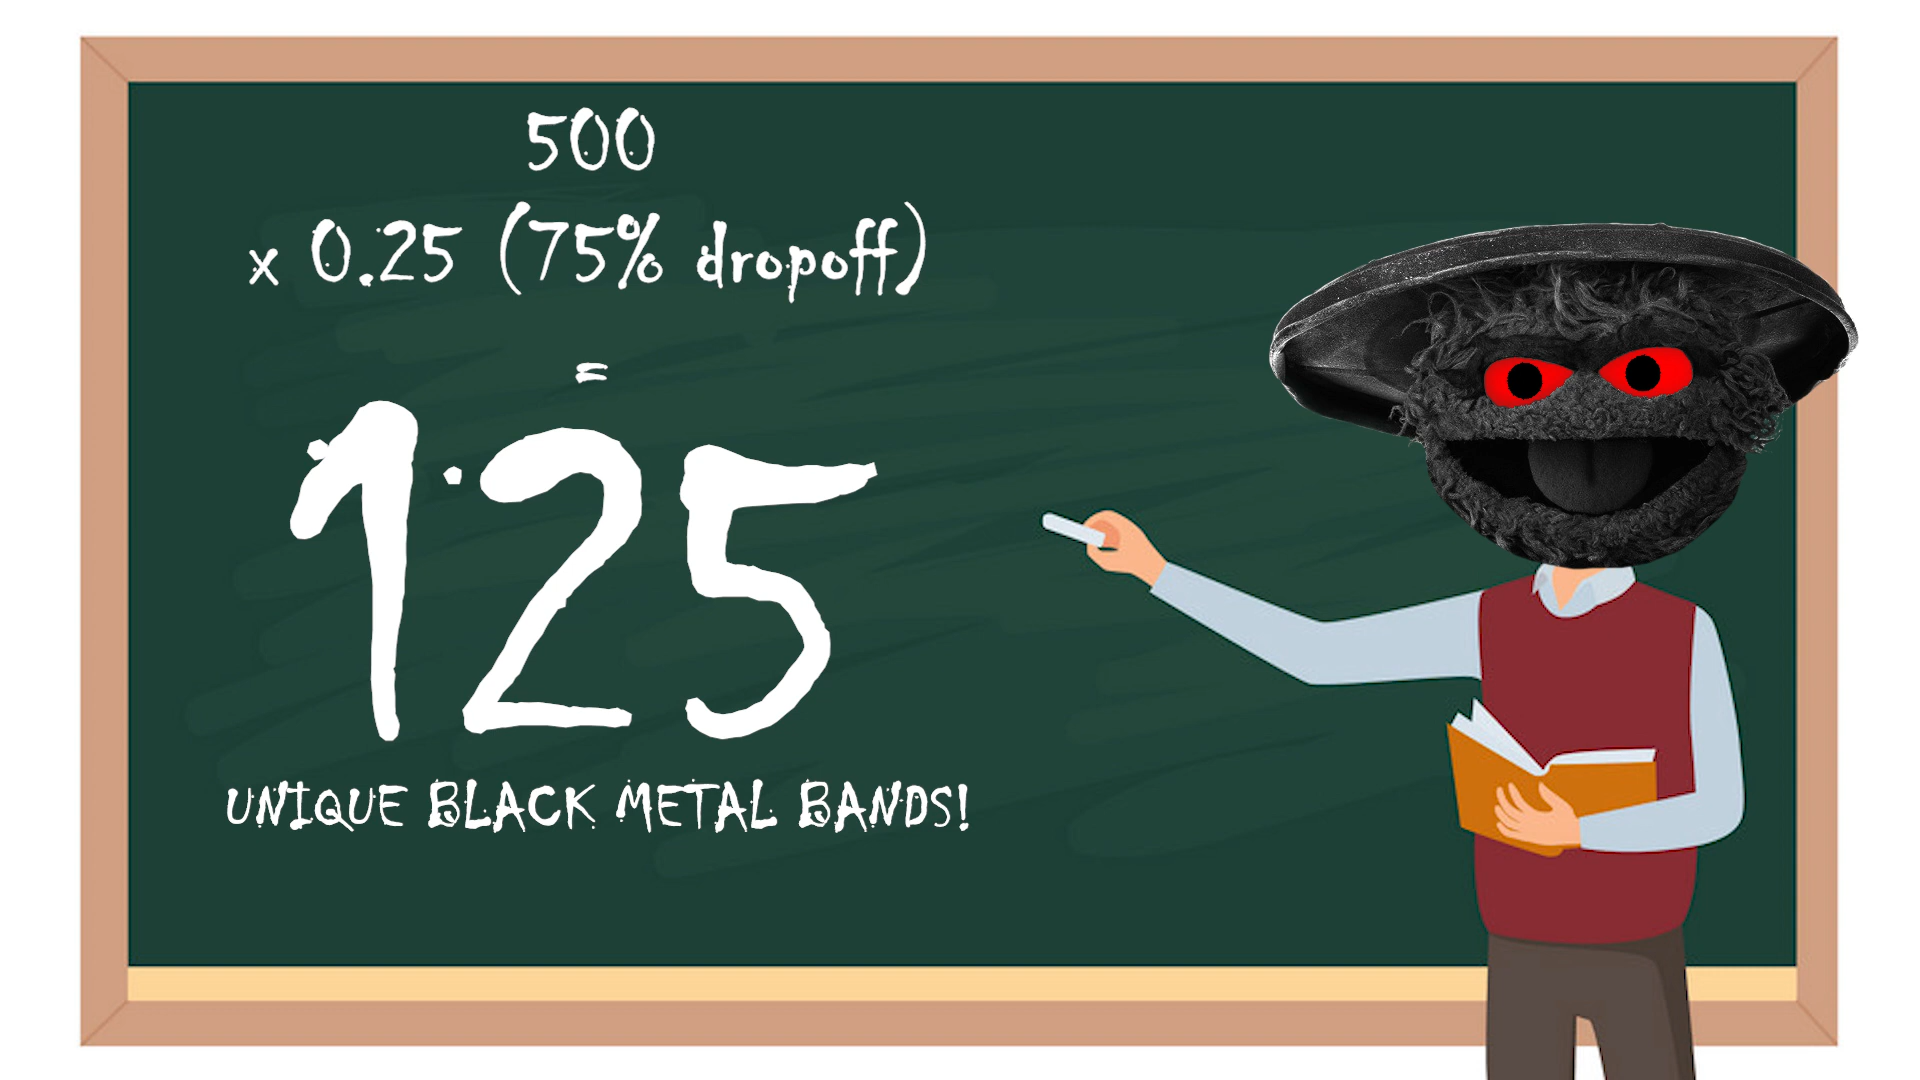 500
x 0.25 (75% dropoff)
=
125
UNIQUE BLACK METAL BANDS!